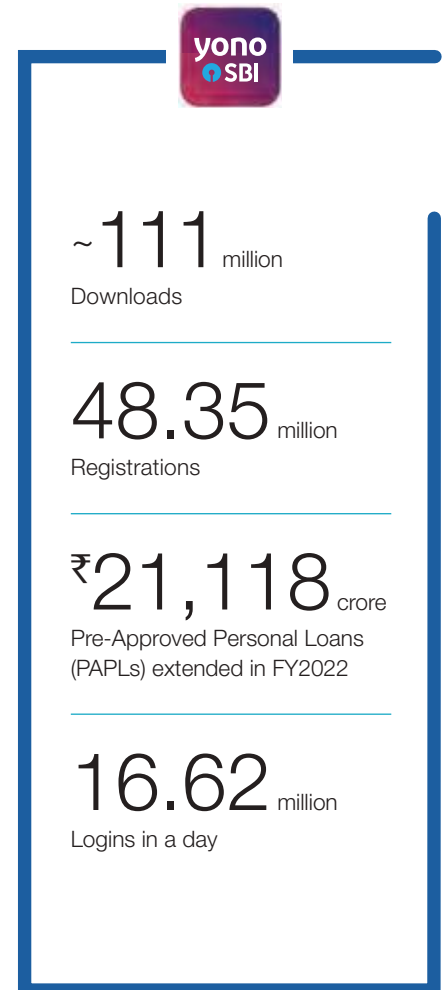 yono
SBI
~111 million
Downloads
48.35 million
Registrations
₹21,118 crore
Pre-Approved Personal Loans
(PAPLs) extended in FY2022
16.62 million
Logins in a day